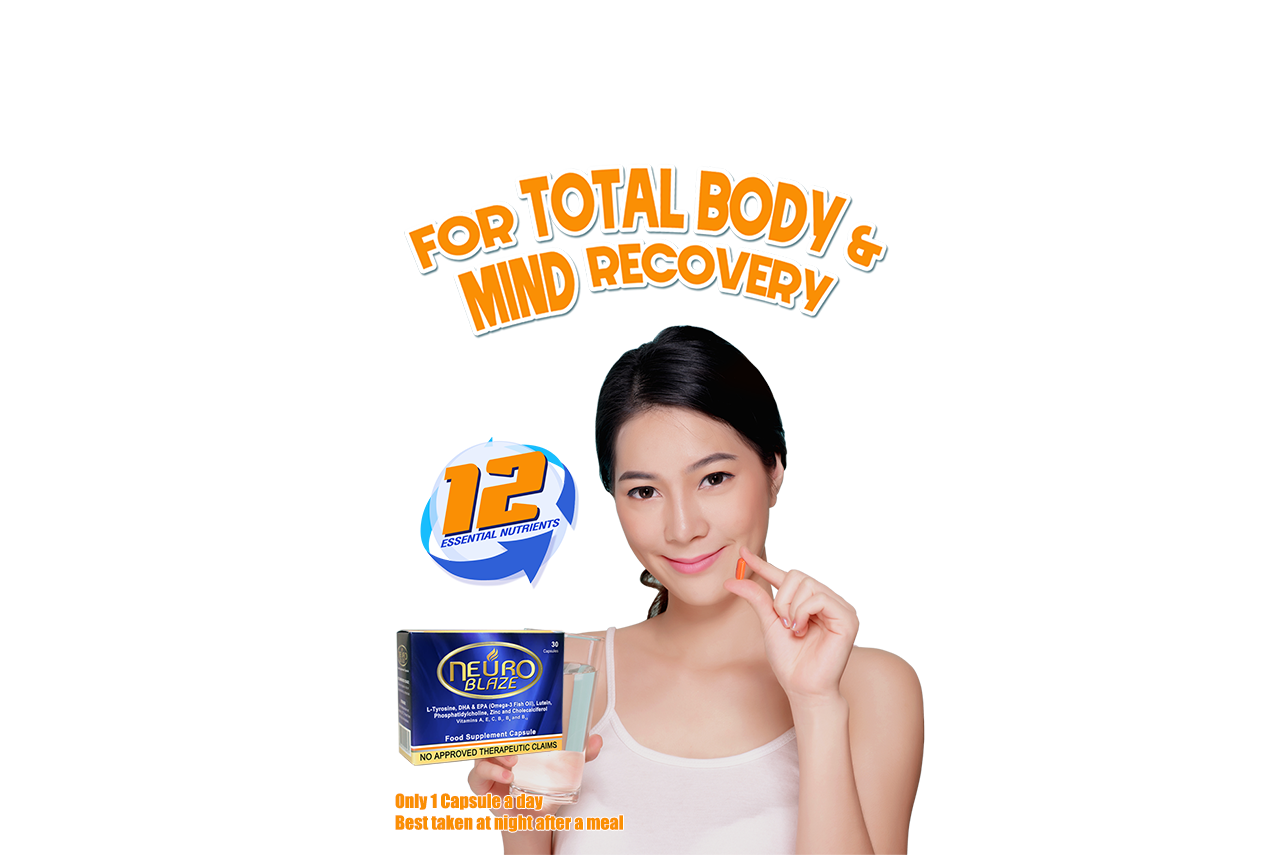 FOR TOTAL BODY &
MIND RECOVERY
12
ESSENTIAL NUTRIENTS
30
Capsules
NEURO
BLAZE
L-Tyrosine, DHA & EPA (Omega-3 Fish Oil), Lutein,
Phosphatidylcholine, Zinc and Cholecalciferol
Food Supplement Capsule
NO APPROVED THERAPEUTIC CLAIMS
Only 1 Capsule a day
Best taken at night after a meal